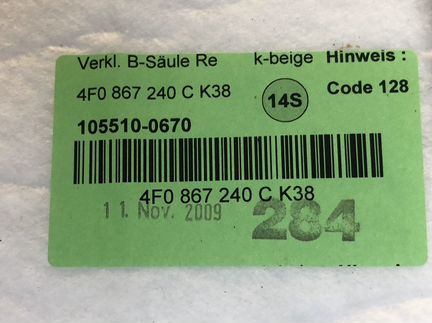 Verkl. B-Säule Re k-beige Hinweis :
4F0 867 240 C K38 14S Code 128
105510-0670
4F0 867 240 C K38
11. Nov. 2009 284